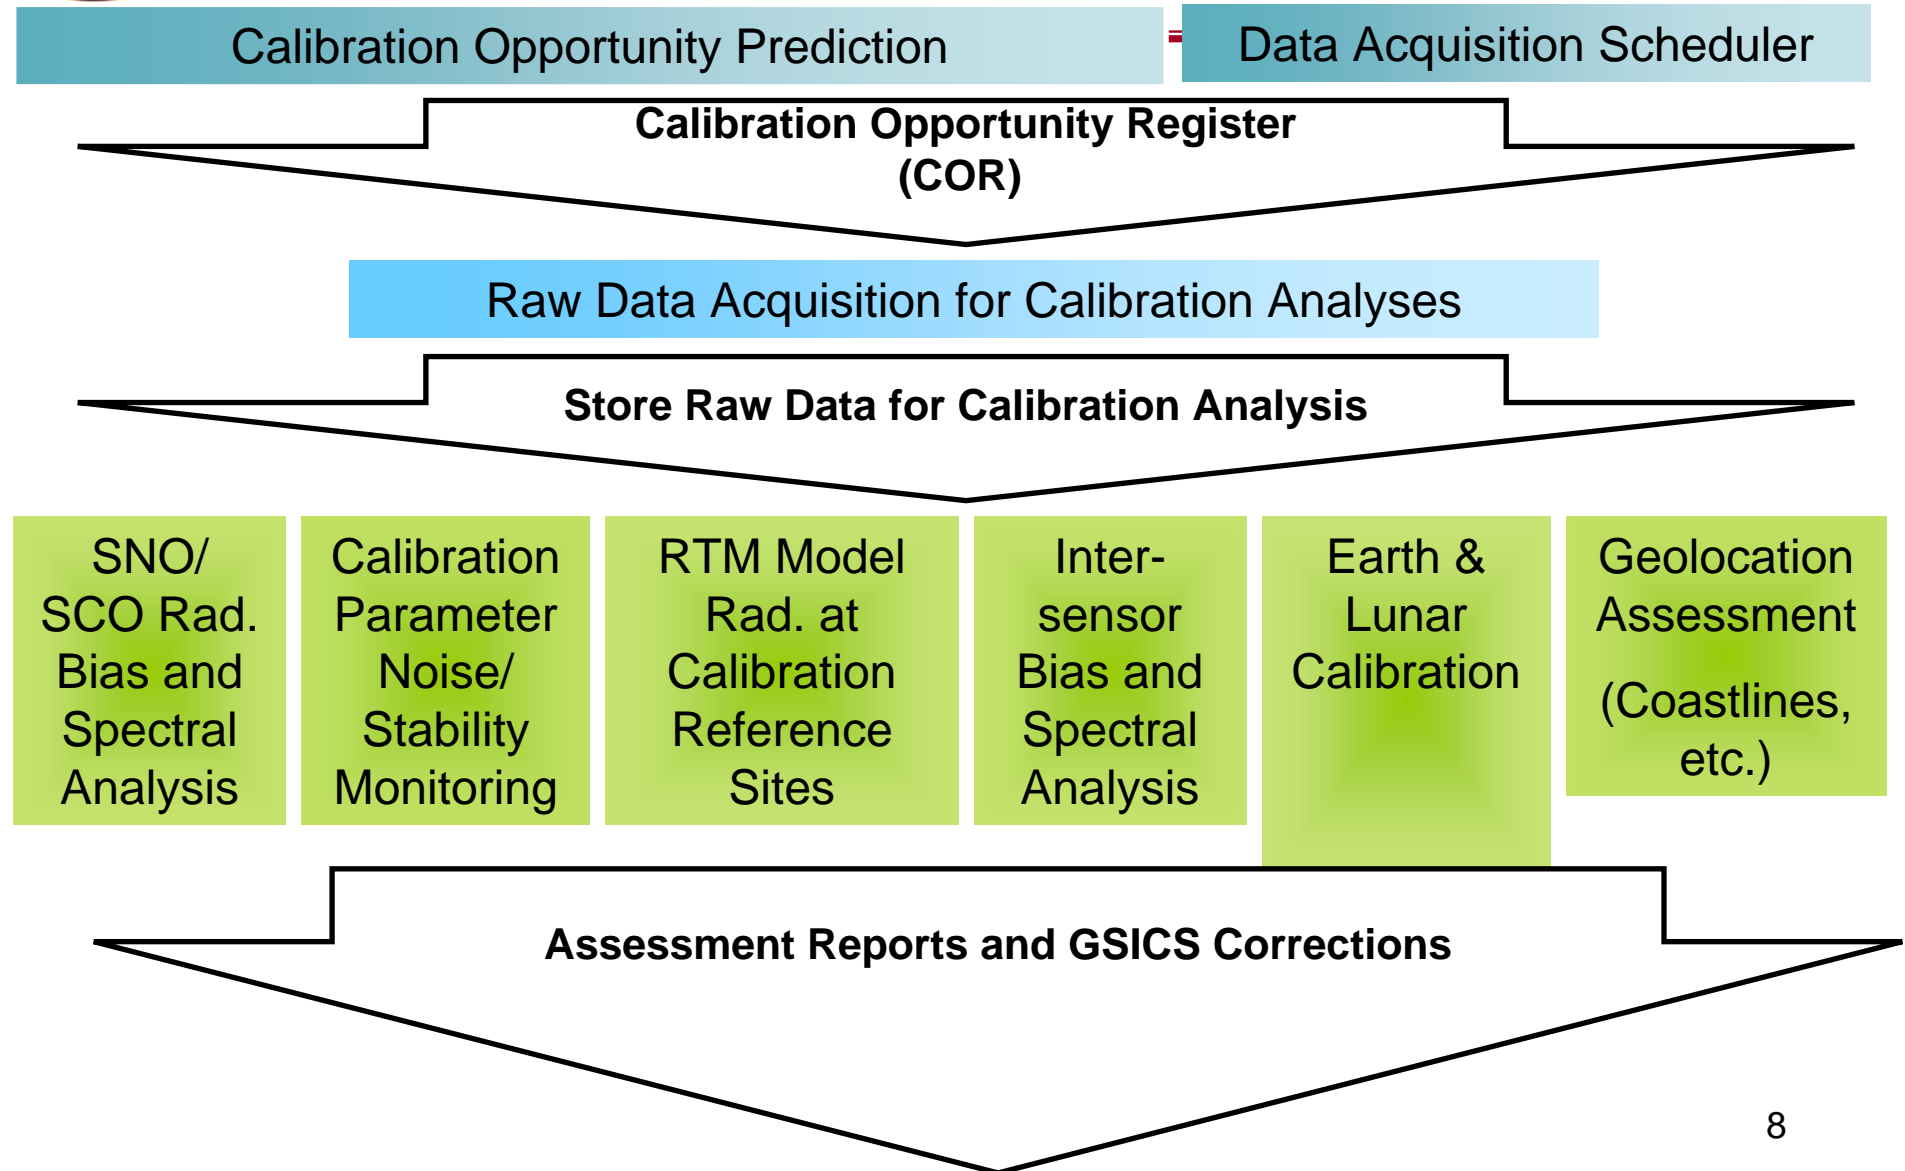 Calibration Opportunity Prediction
Data Acquisition Scheduler
Calibration Opportunity Register
(COR)
Raw Data Acquisition for Calibration Analyses
Store Raw Data for Calibration Analysis
SNO/
SCO Rad.
Bias and
Spectral
Analysis
Calibration
Parameter
Noise/
Stability
Monitoring
RTM Model
Rad. at
Calibration
Reference
Sites
Inter-
sensor
Bias and
Spectral
Analysis
Earth &
Lunar
Calibration
Geolocation
Assessment
(Coastlines,
etc.)
Assessment Reports and GSICS Corrections
8